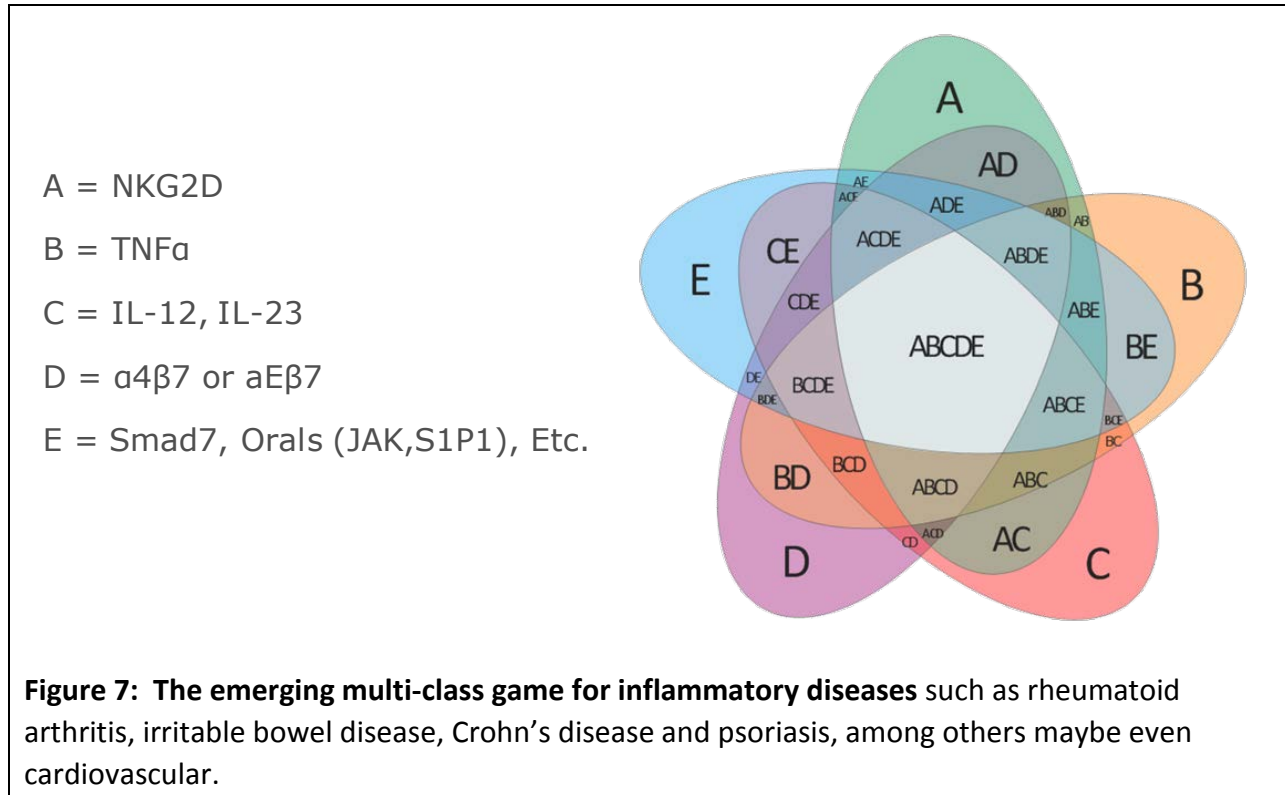 A = NKG2D
B = TNFα
C = IL-12, IL-23
D = α4β7 or aEβ7
E = Smad7, Orals (JAK,S1P1), Etc.
A
AD
AE
ACE
ADE
ABD
AB
CE
ACDE
ABDE
E
B
CDE
ABE
ABCDE
BE
DE
BCDE
BDE
ABCE
BCE
BC
BD
BCD
ABCD
ABC
CD
ACD
AC
D
C
Figure 7: The emerging multi-class game for inflammatory diseases such as rheumatoid
arthritis, irritable bowel disease, Crohn’s disease and psoriasis, among others maybe even
cardiovascular.